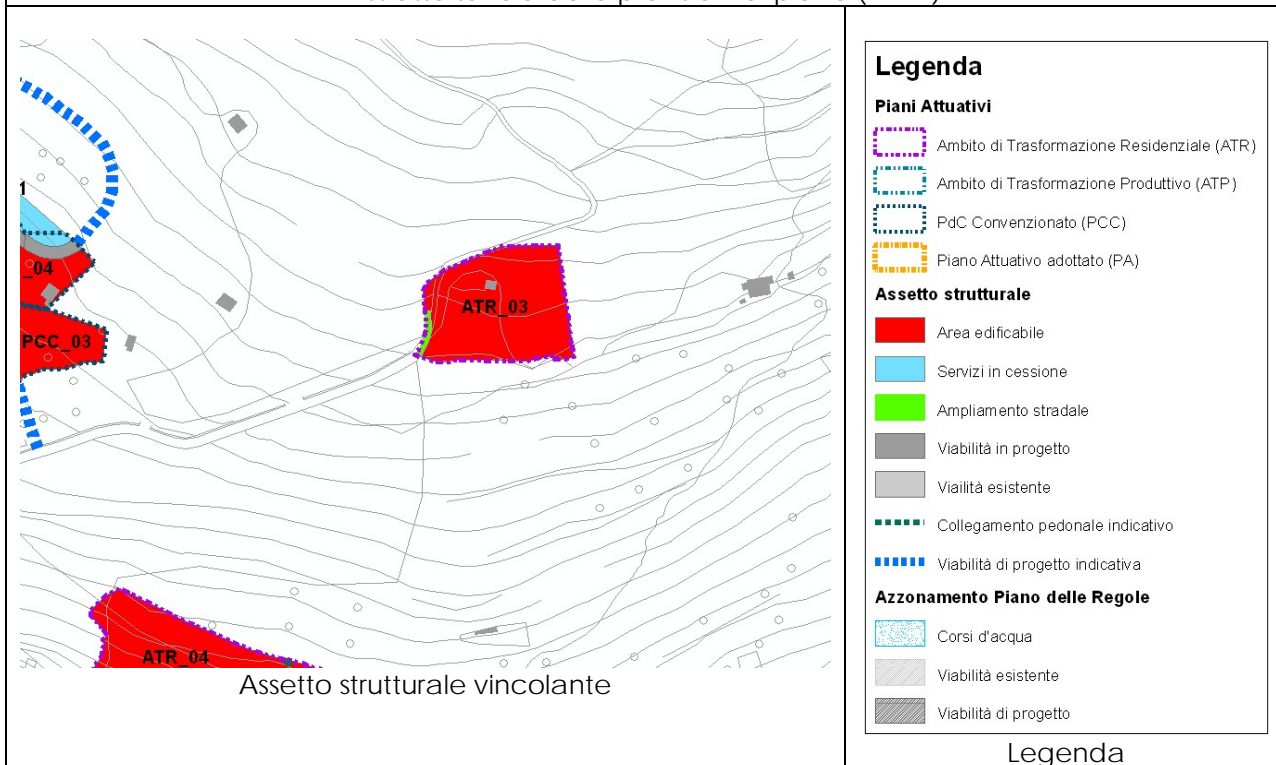 1
_04
PCC_03
ATR_03
ATR_04
Assetto strutturale vincolante
Legenda
Piani Attuativi
Ambito di Trasformazione Residenziale (ATR)
Ambito di Trasformazione Produttivo (ATP)
PdC Convenzionato (PCC)
Piano Attuativo adottato (PA)
Assetto strutturale
Area edificabile
Servizi in cessione
Ampliamento stradale
Viabilità in progetto
Viailità esistente
Collegamento pedonale indicativo
Viabilità di progetto indicativa
Azzonamento Piano delle Regole
Corsi d'acqua
Viabilità esistente
Viabilità di progetto
Legenda